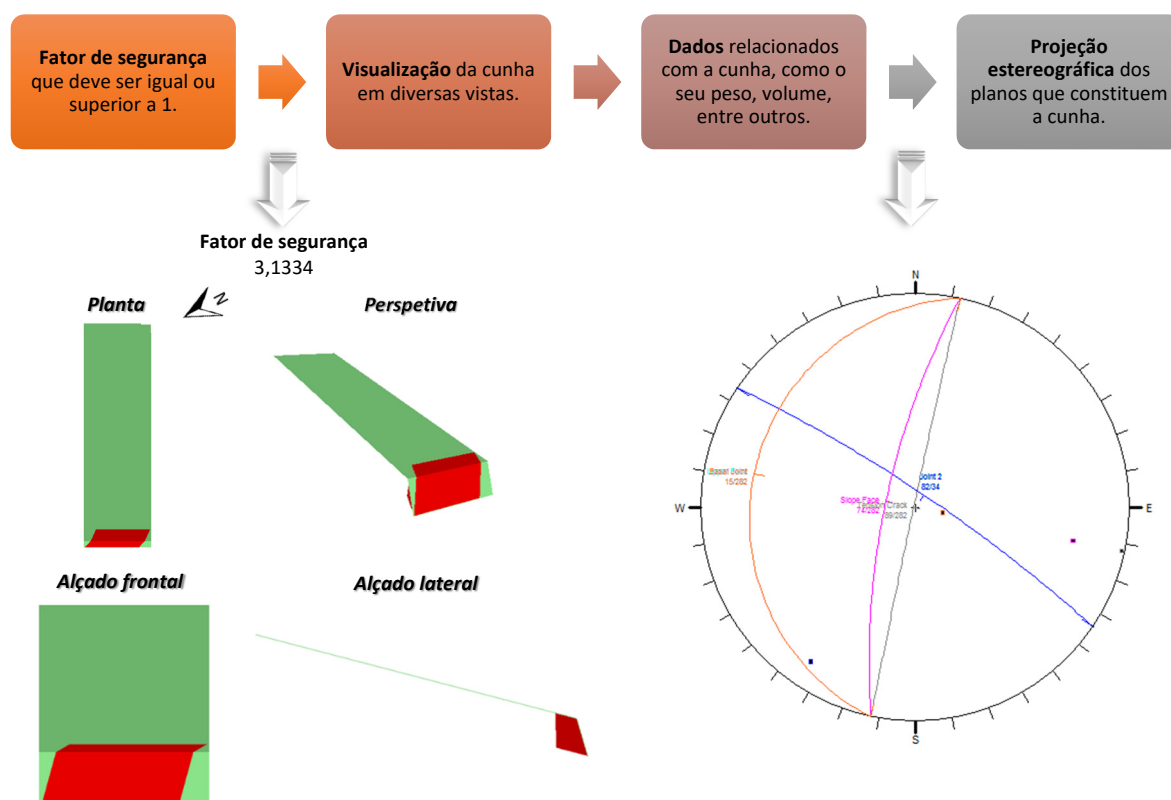 Fator de segurança
que deve ser igual ou
superior a 1.
Visualização da cunha
em diversas vistas.
Dados relacionados
com a cunha, como o
seu peso, volume,
entre outros.
Projeção
estereográfica dos
planos que constituem
a cunha.
Fator de segurança
3,1334
Planta
N
Perspetiva
Alçado frontal
Alçado lateral
N
Joint
15/282
Joint 2
82/34
Slope Face
74/282
Tension Crack
89/282
W
E
S